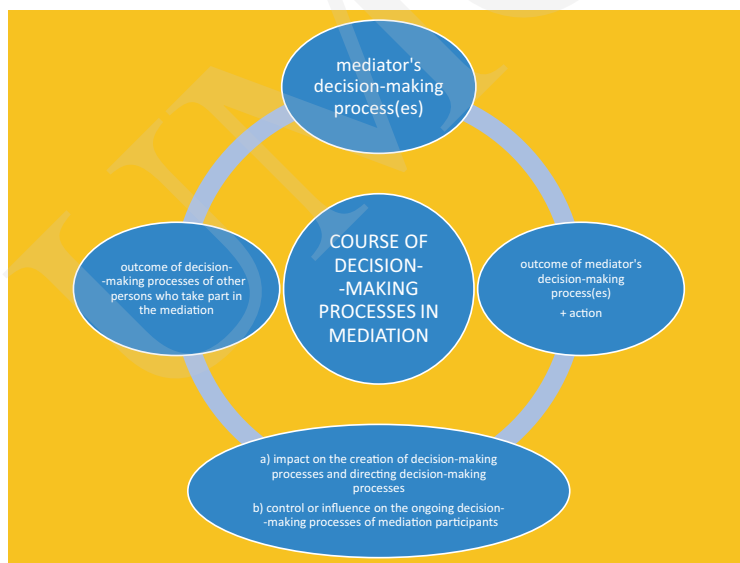 mediator's
decision-making
process(es)
outcome of decision-
-making processes of other
persons who take part in
the mediation
COURSE OF
DECISION-
-MAKING
PROCESSES IN
MEDIATION
outcome of mediator's
decision-making
process(es)
+ action
a) impact on the creation of decision-making
processes and directing decision-making
processes
b) control or influence on the ongoing decision-
-making processes of mediation participants